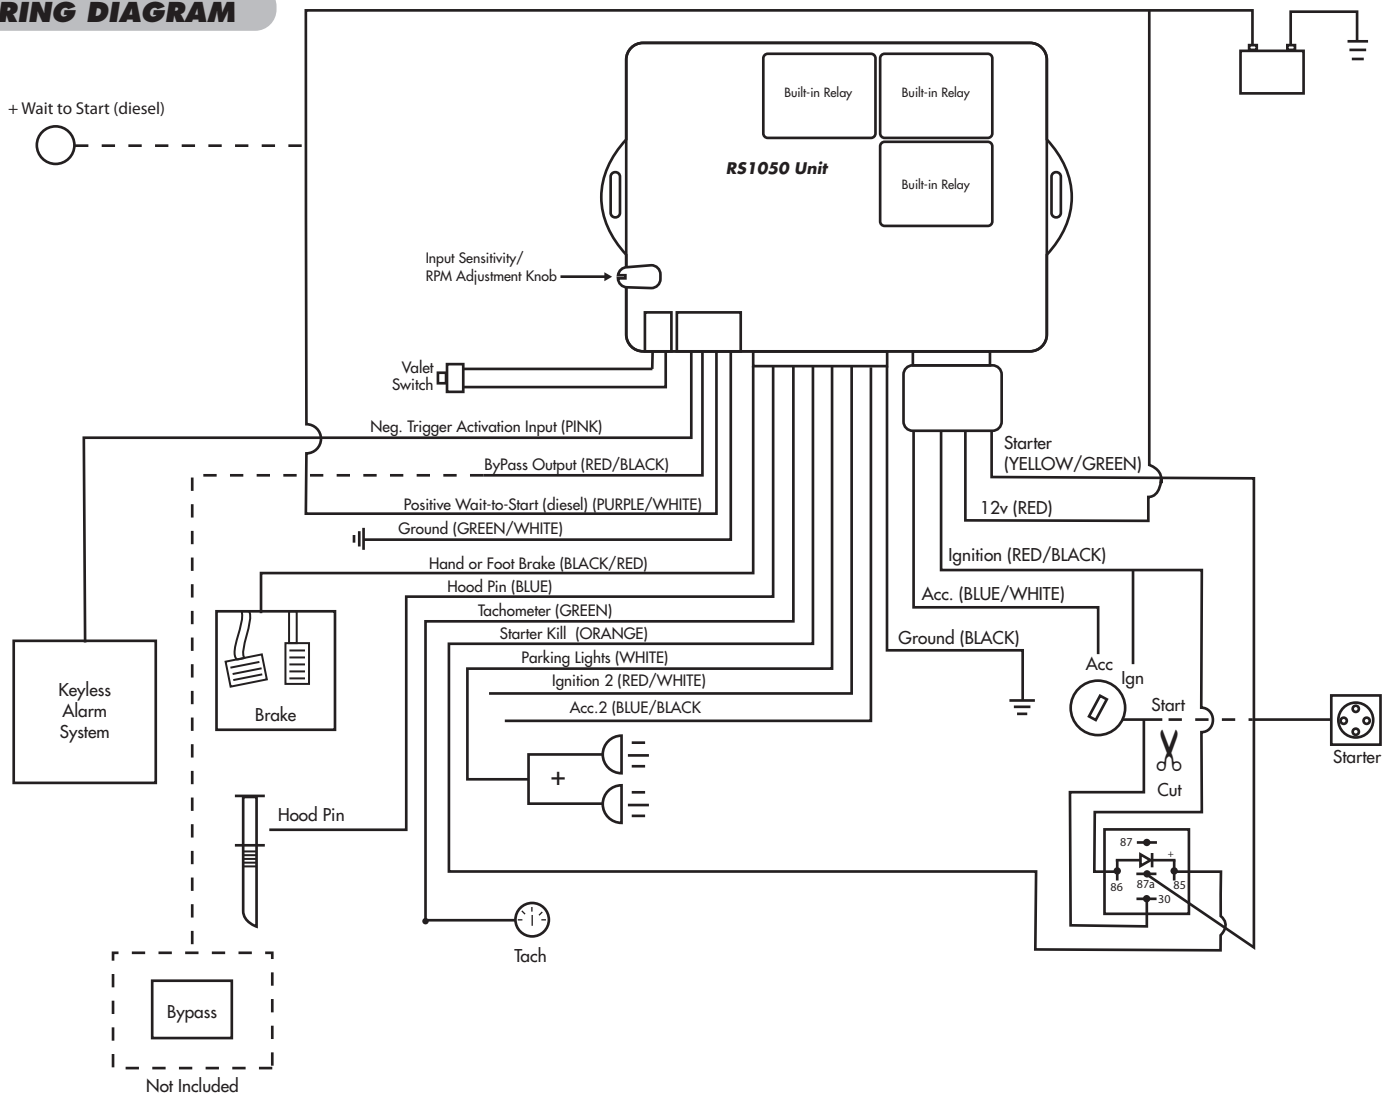 RING DIAGRAM
+ Wait to Start (diesel)
Built-in Relay
Built-in Relay
RS1050 Unit
Built-in Relay
Input Sensitivity/
RPM Adjustment Knob
Valet
Switch
Neg. Trigger Activation Input (PINK)
ByPass Output (RED/BLACK)
Positive Wait-to-Start (diesel) (PURPLE/WHITE)
Ground (GREEN/WHITE)
Hand or Foot Brake (BLACK/RED)
Hood Pin (BLUE)
Tachometer (GREEN)
Starter Kill (ORANGE)
Parking Lights (WHITE)
Ignition 2 (RED/WHITE)
Acc.2 (BLUE/BLACK
Starter
(YELLOW/GREEN)
12v (RED)
Ignition (RED/BLACK)
Acc. (BLUE/WHITE)
Ground (BLACK)
Acc
Ign
Start
Cut
Starter
Keyless
Alarm
System
Brake
+
Hood Pin
87
+
86
87a
85
30
Tach
Bypass
Not Included